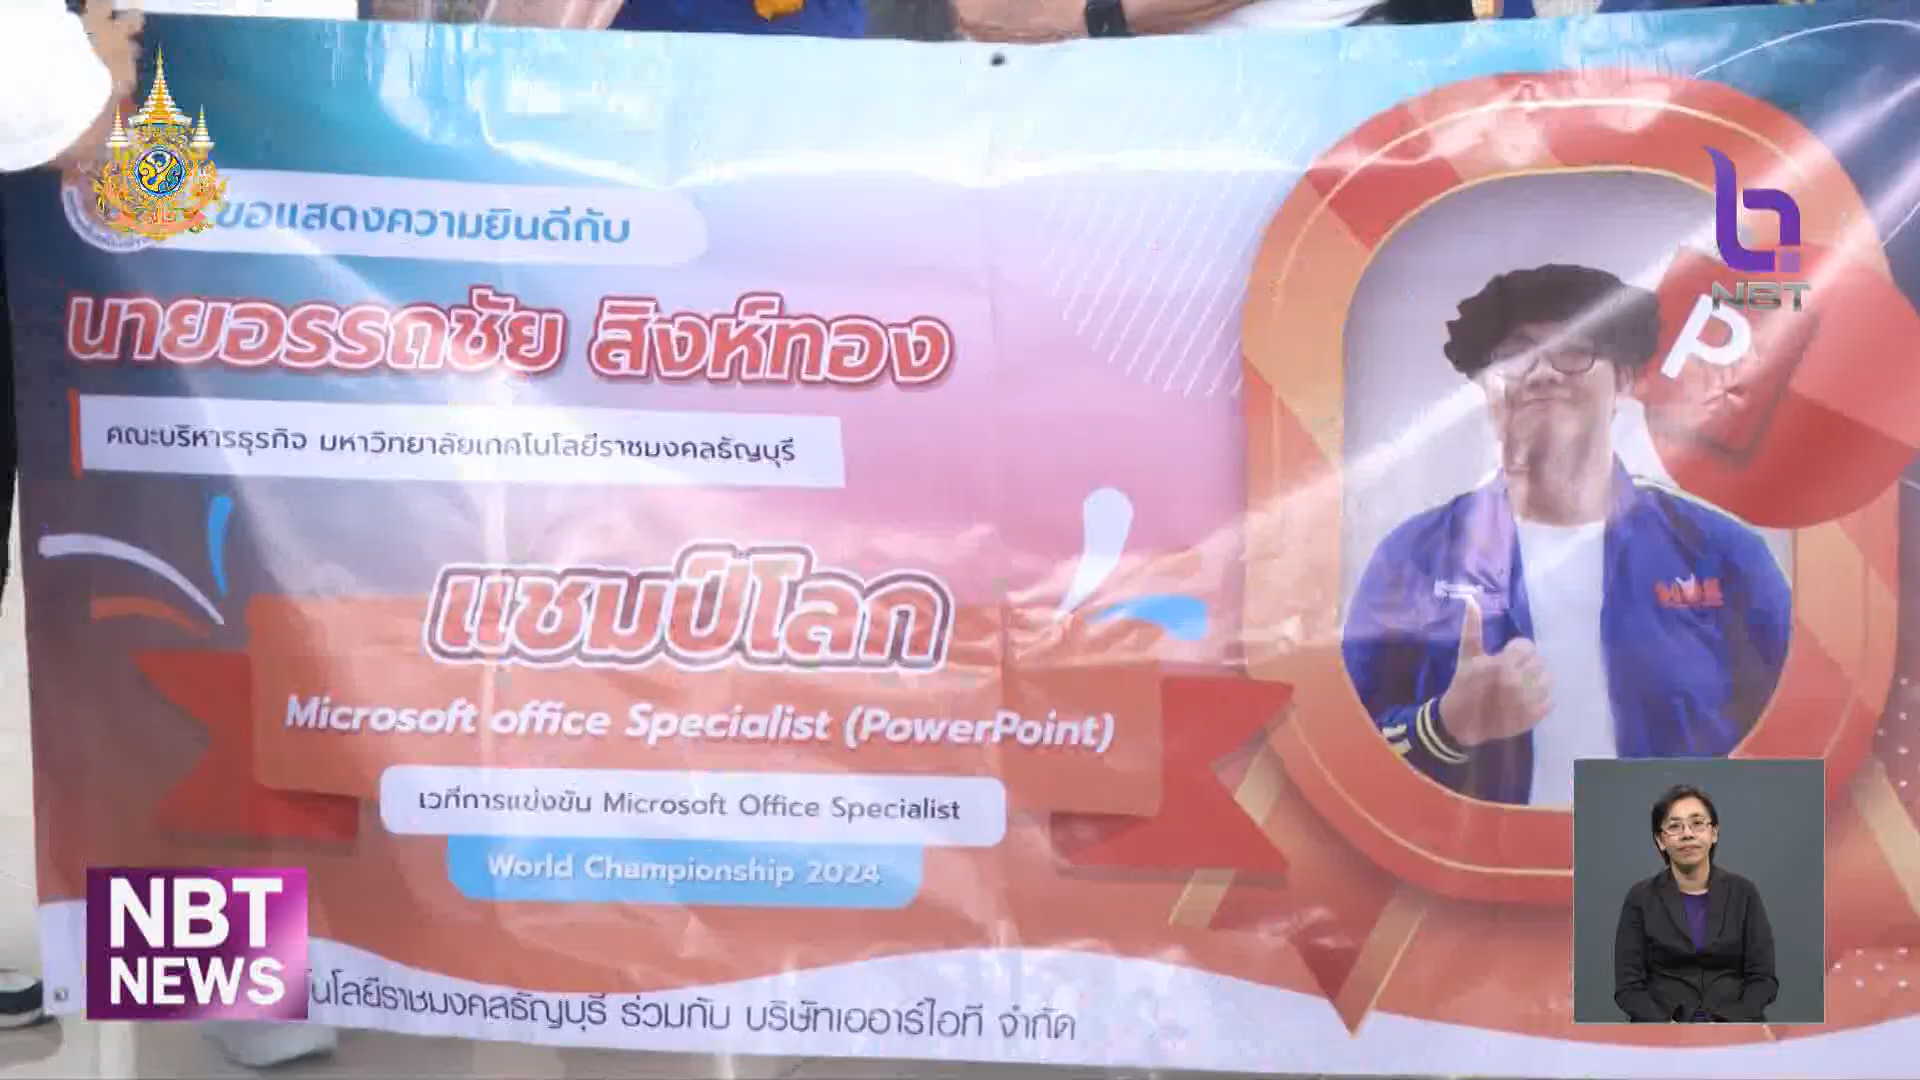 ขอแสดงความยินดีกับ
นายอรรถชัย สิงห์ทอง
คณะบริหารธุรกิจ มหาวิทยาลัยเทคโนโลยีราชมงคลธัญบุรี
แชมป์โลก
Microsoft office Specialist (PowerPoint)
เวทีการแข่งขัน Microsoft Office Specialist
World Championship 2024
โนโลยีราชมงคลธัญบุรี ร่วมกับ บริษัทเออาร์ไอที จำกัด
P
NBT
NBT
NEWS